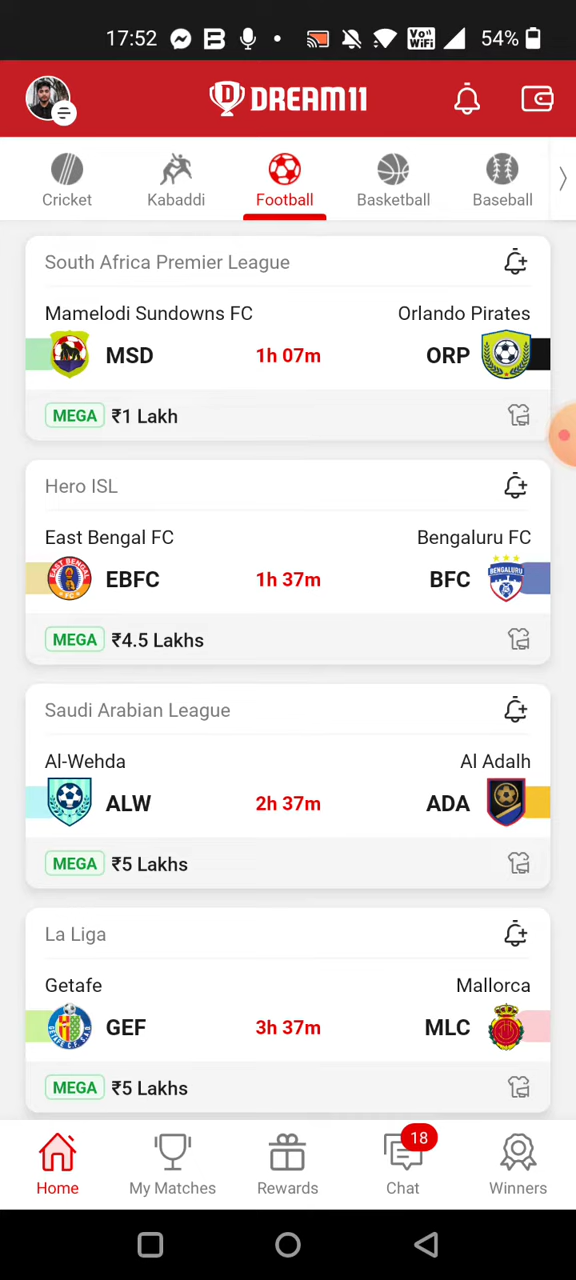 17:52 Vo)) WiFi 54%
DREAM11
Cricket Kabaddi Football Basketball Baseball
South Africa Premier League
Mamelodi Sundowns FC Orlando Pirates
MSD 1h 07m ORP
MEGA ₹1 Lakh
Hero ISL
East Bengal FC Bengaluru FC
EBFC 1h 37m BFC
MEGA ₹4.5 Lakhs
Saudi Arabian League
Al-Wehda Al Adalh
ALW 2h 37m ADA
MEGA ₹5 Lakhs
La Liga
Getafe Mallorca
GEF 3h 37m MLC
MEGA ₹5 Lakhs
18
Home My Matches Rewards Chat Winners